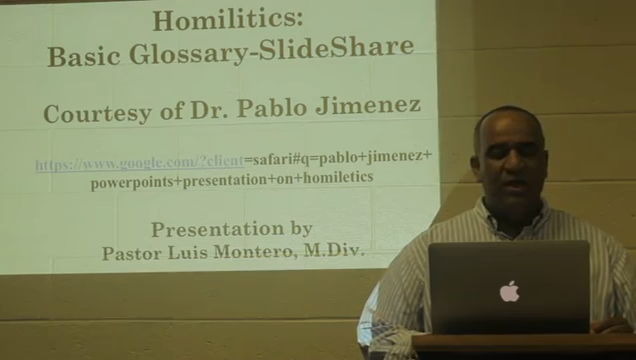 Homilitics:
Basic Glossary-SlideShare
Courtesy of Dr. Pablo Jimenez
https://www.google.com/?client=safari#q=pablo+jimenez+
powerpoints+presentation+on+homiletics
Presentation by
Pastor Luis Montero, M.Div.